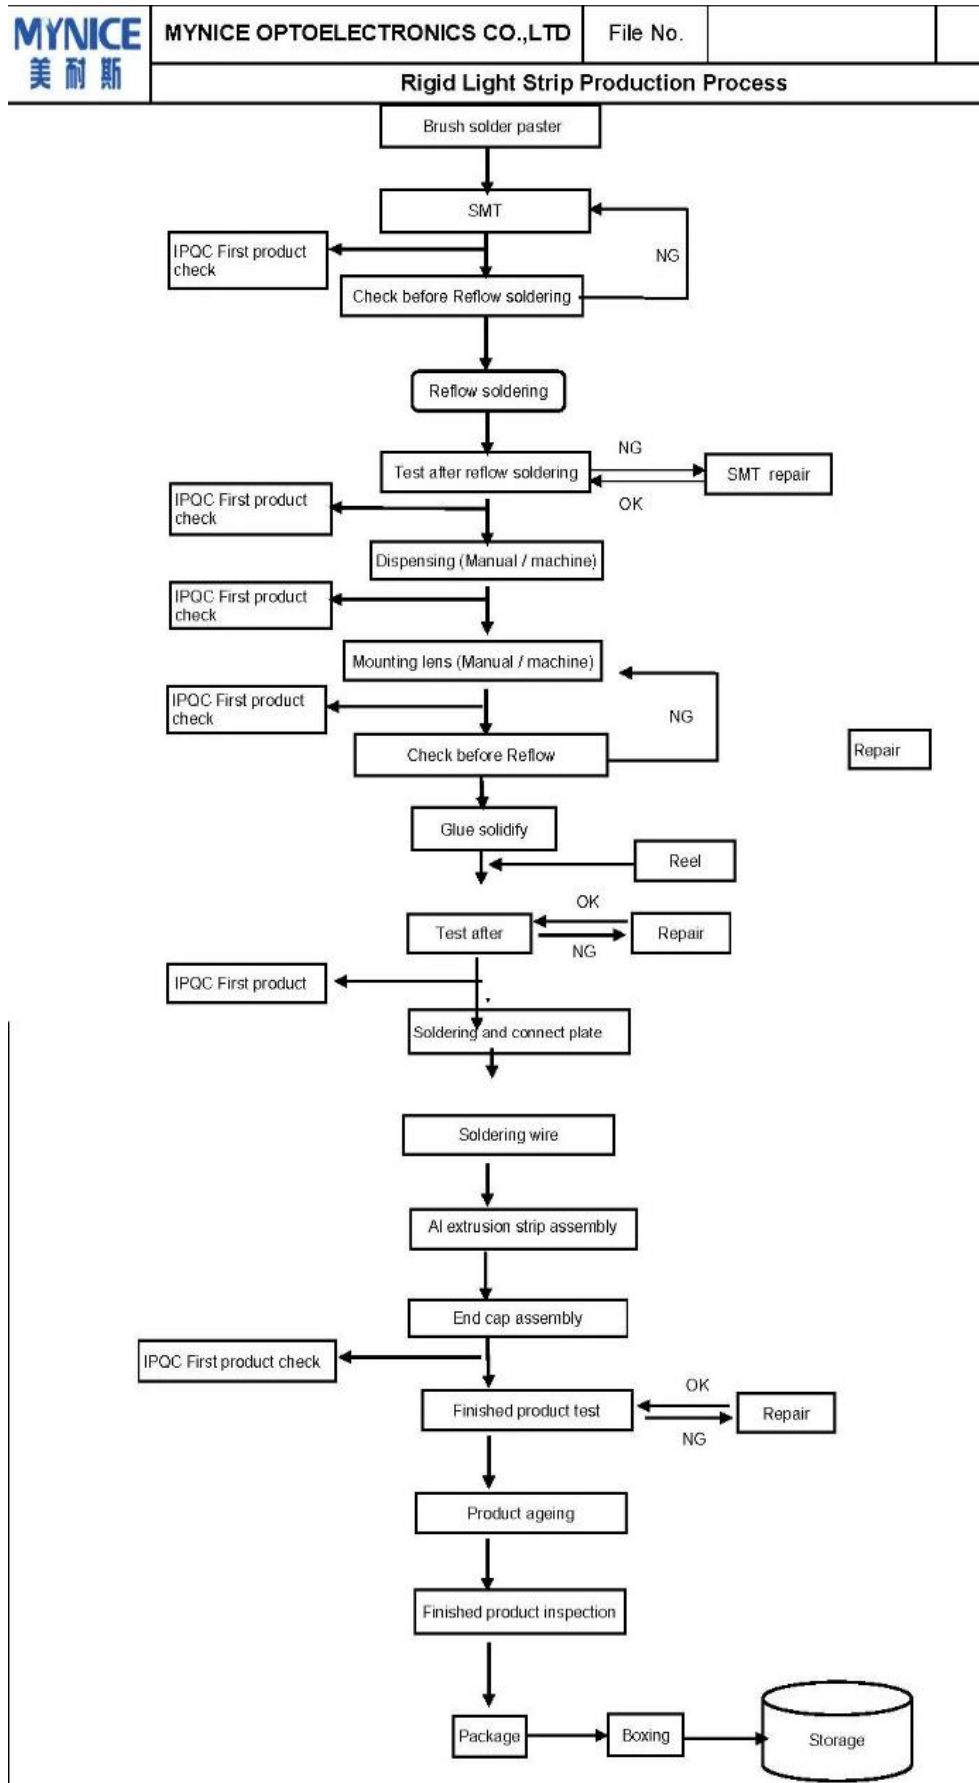 MYNICE
美耐斯
MYNICE OPTOELECTRONICS CO.,LTD
File No.
Rigid Light Strip Production Process
Brush solder paster
SMT
NG
IPQC First product
check
Check before Reflow soldering
Reflow soldering
NG
Test after reflow soldering
SMT repair
OK
IPQC First product
check
Dispensing (Manual / machine)
IPQC First product
check
Mounting lens (Manual / machine)
IPQC First product
check
NG
Check before Reflow
Repair
Glue solidify
Reel
OK
Test after
Repair
NG
IPQC First product
Soldering and connect plate
Soldering wire
Al extrusion strip assembly
End cap assembly
IPQC First product check
OK
Finished product test
Repair
NG
Product ageing
Finished product inspection
Package
Boxing
Storage